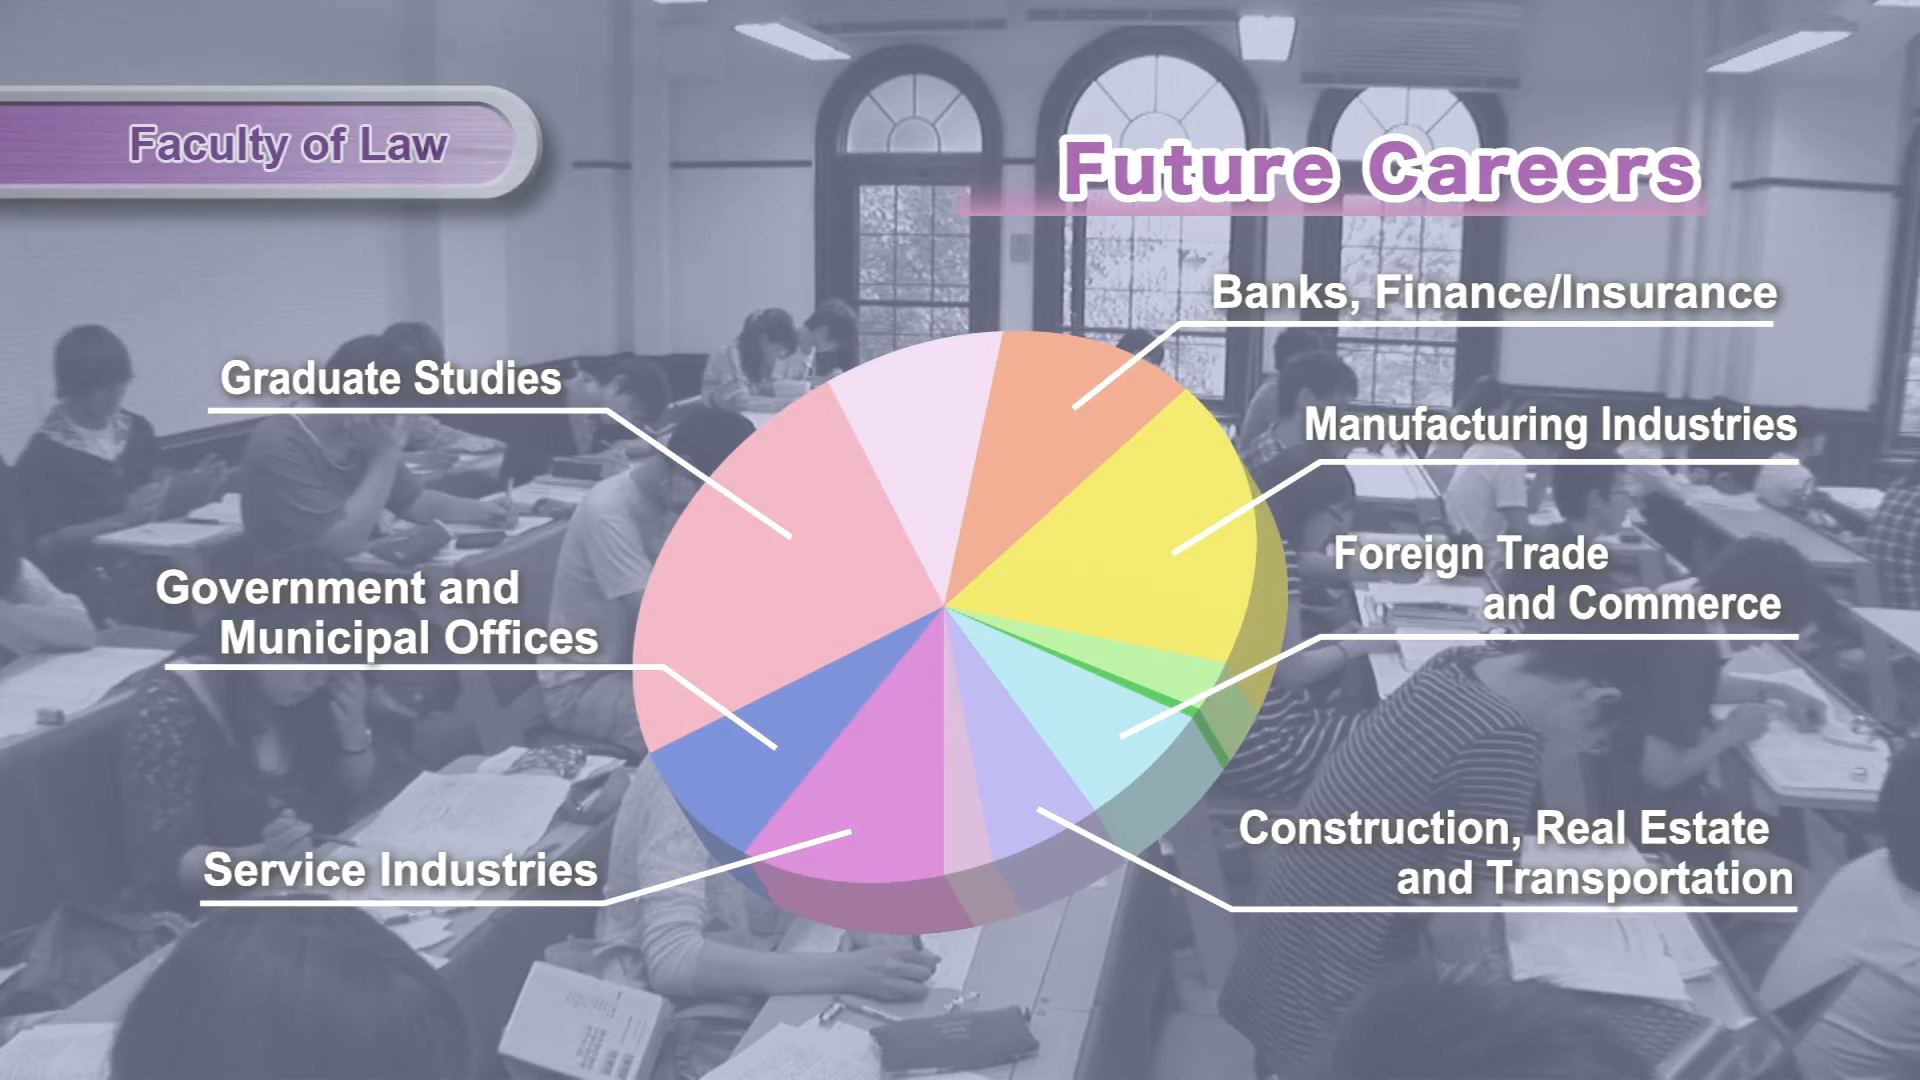 Faculty of Law
Future Careers
Banks, Finance/Insurance
Manufacturing Industries
Foreign Trade
and Commerce
Construction, Real Estate
and Transportation
Graduate Studies
Government and
Municipal Offices
Service Industries